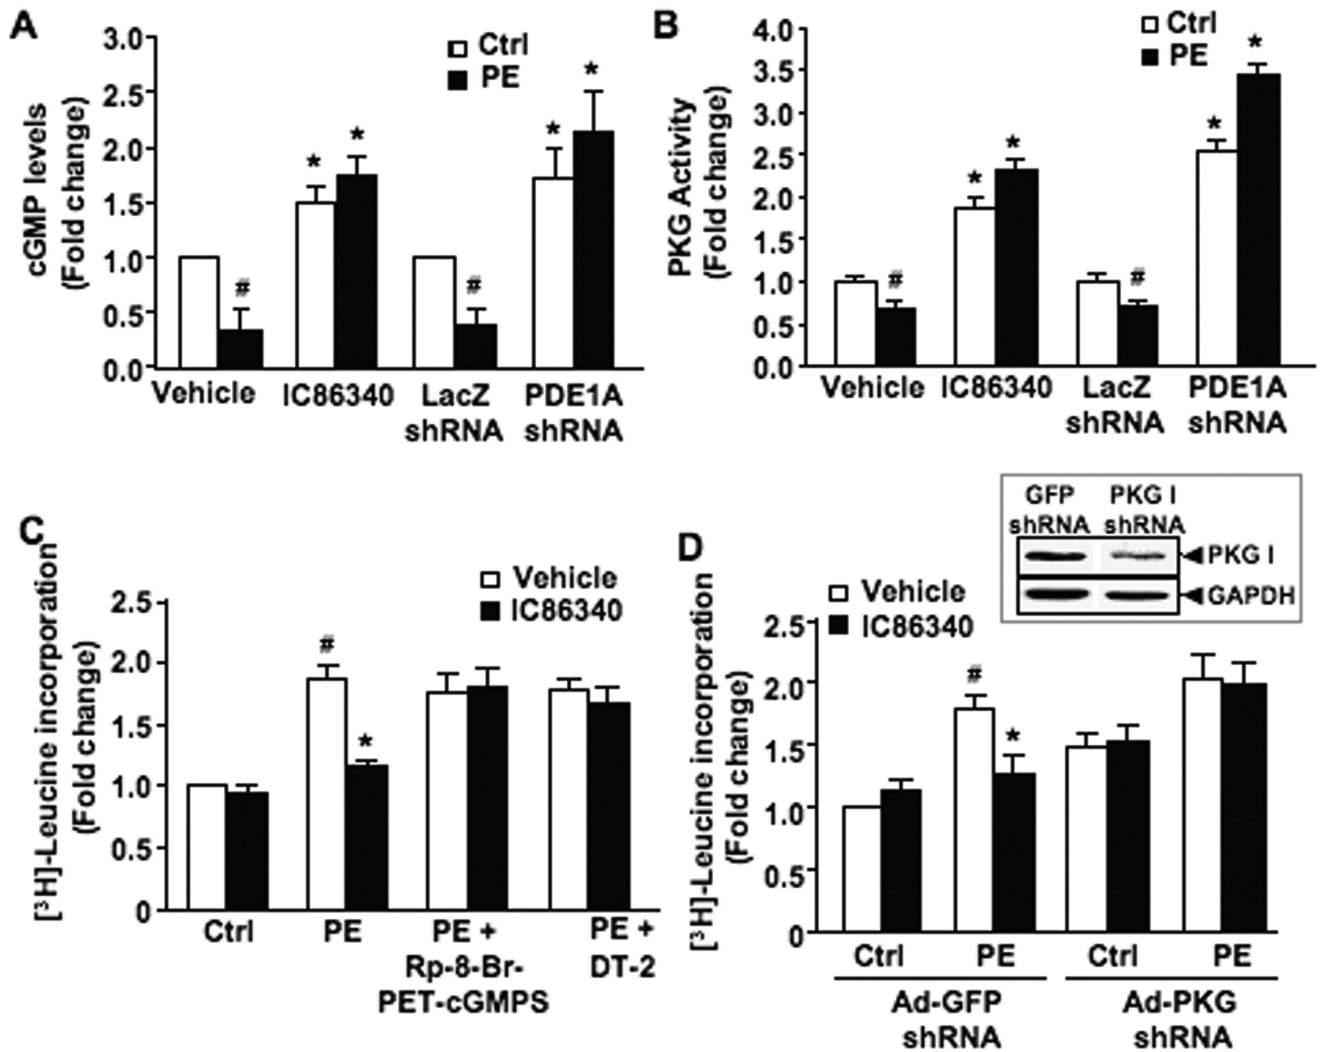 A
cGMP levels
(Fold change)
3.0
2.5
2.0
1.5
1.0
0.5
0.0
Ctrl
PE
#
*
*
#
*
*
Vehicle
IC86340
LacZ
shRNA
PDE1A
shRNA
B
PKG Activity
(Fold change)
4.0
3.5
3.0
2.5
2.0
1.5
1.0
0.5
0.0
Ctrl
PE
#
*
*
#
*
*
Vehicle
IC86340
LacZ
shRNA
PDE1A
shRNA
C
[³H]-Leucine incorporation
(Fold change)
2.5
2.0
1.5
1.0
0.5
0
Vehicle
IC86340
#
*
Ctrl
PE
PE +
Rp-8-Br-
PET-cGMPS
PE +
DT-2
D
[³H]-Leucine incorporation
(Fold change)
2.5
2.0
1.5
1.0
0.5
0
Vehicle
IC86340
GFP
shRNA
PKG I
shRNA
PKG I
GAPDH
#
*
Ctrl
PE
Ctrl
PE
Ad-GFP
shRNA
Ad-PKG
shRNA